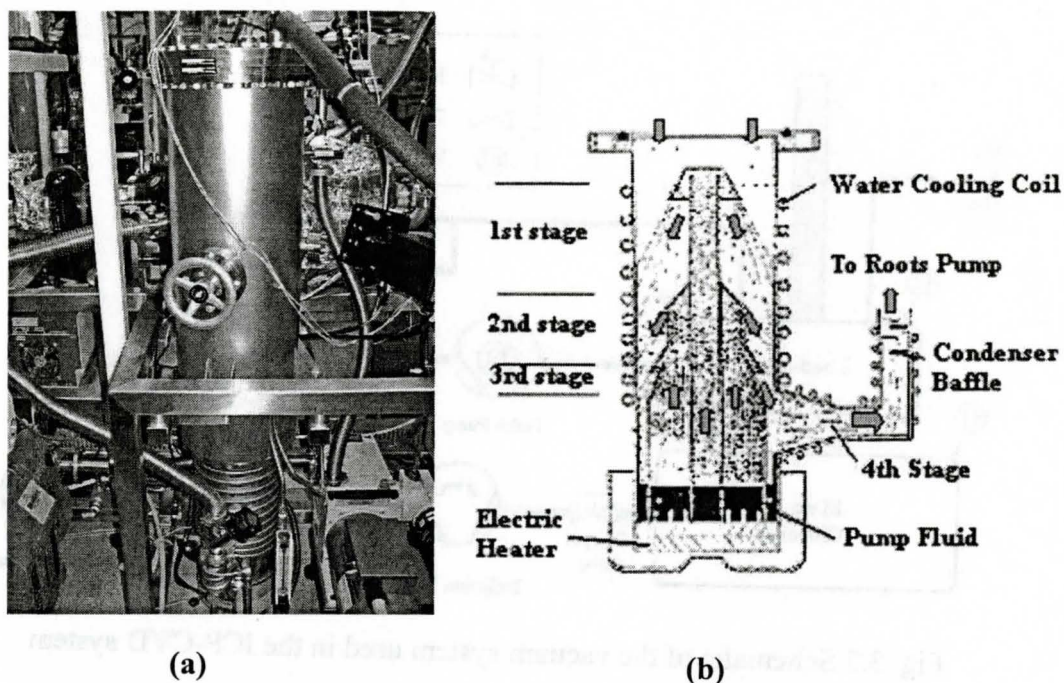 Water Cooling Coil
1st stage
To Roots Pump
2nd stage
Condenser
Baffle
3rd stage
4th Stage
Electric
Heater
Pump Fluid
(a)
(b)